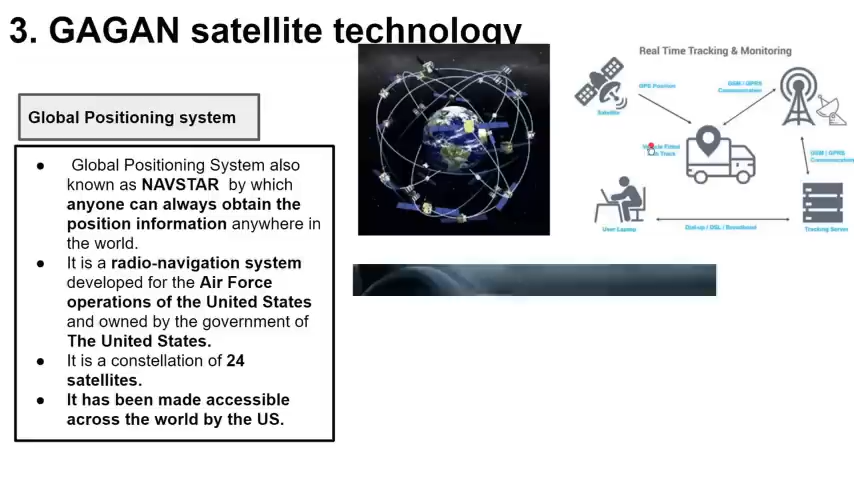 3. GAGAN satellite technology
Global Positioning system
● Global Positioning System also
known as NAVSTAR by which
anyone can always obtain the
position information anywhere in
the world.
● It is a radio-navigation system
developed for the Air Force
operations of the United States
and owned by the government of
The United States.
● It is a constellation of 24
satellites.
● It has been made accessible
across the world by the US.
Real Time Tracking & Monitoring
GPS Position
GSM / GPRS
Communication
Satellite
Track
GSM | GPRS
Communication
User Laptop
Dial-up / DSL / Broadband
Tracking Server